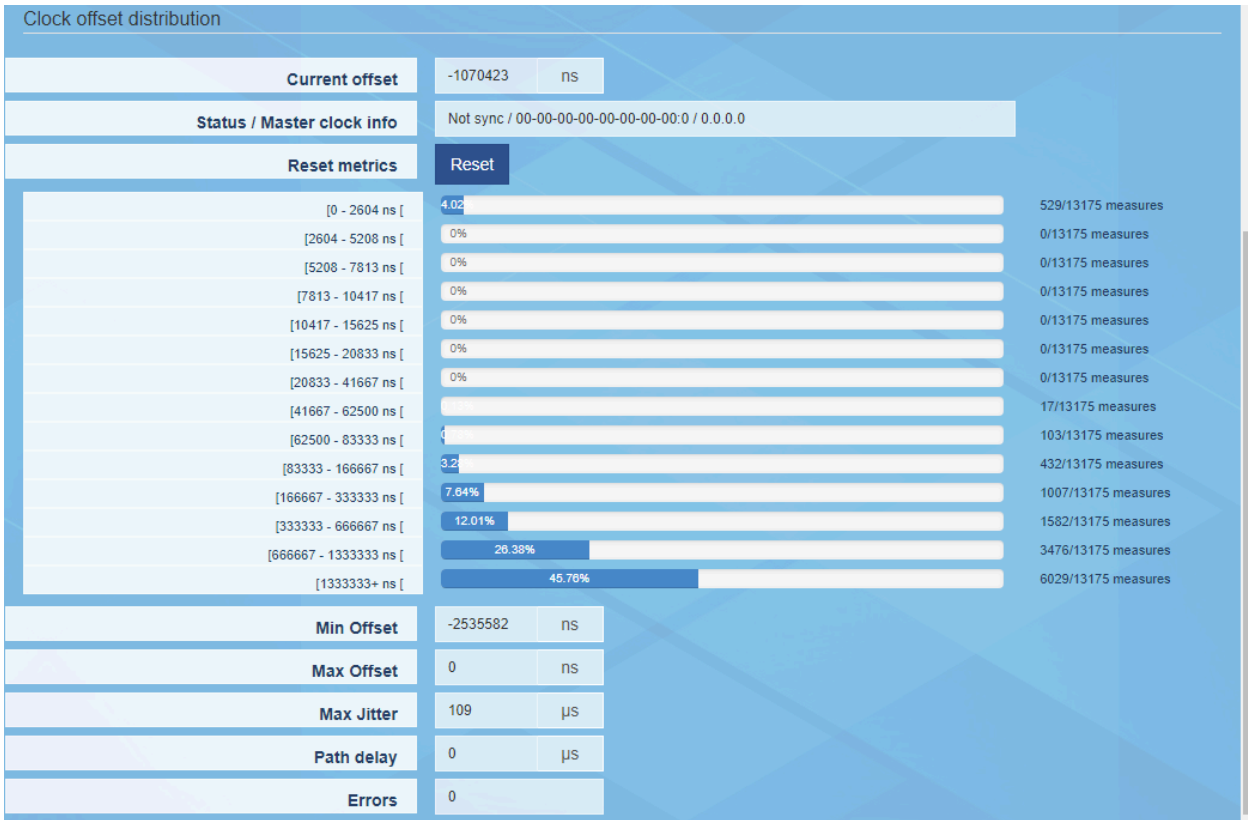 Clock offset distribution
Current offset -1070423 ns
Status / Master clock info Not sync / 00-00-00-00-00-00-00-00:0 / 0.0.0.0
Reset metrics Reset
[0 - 2604 ns [ 4.02 529/13175 measures
[2604 - 5208 ns [ 0% 0/13175 measures
[5208 - 7813 ns [ 0% 0/13175 measures
[7813 - 10417 ns [ 0% 0/13175 measures
[10417 - 15625 ns [ 0% 0/13175 measures
[15625 - 20833 ns [ 0% 0/13175 measures
[20833 - 41667 ns [ 0% 0/13175 measures
[41667 - 62500 ns [ 17/13175 measures
[62500 - 83333 ns [ 103/13175 measures
[83333 - 166667 ns [ 3.28 432/13175 measures
[166667 - 333333 ns [ 7.64% 1007/13175 measures
[333333 - 666667 ns [ 12.01% 1582/13175 measures
[666667 - 1333333 ns [ 26.38% 3476/13175 measures
[1333333+ ns [ 45.76% 6029/13175 measures
Min Offset -2535582 ns
Max Offset 0 ns
Max Jitter 109 µs
Path delay 0 µs
Errors 0